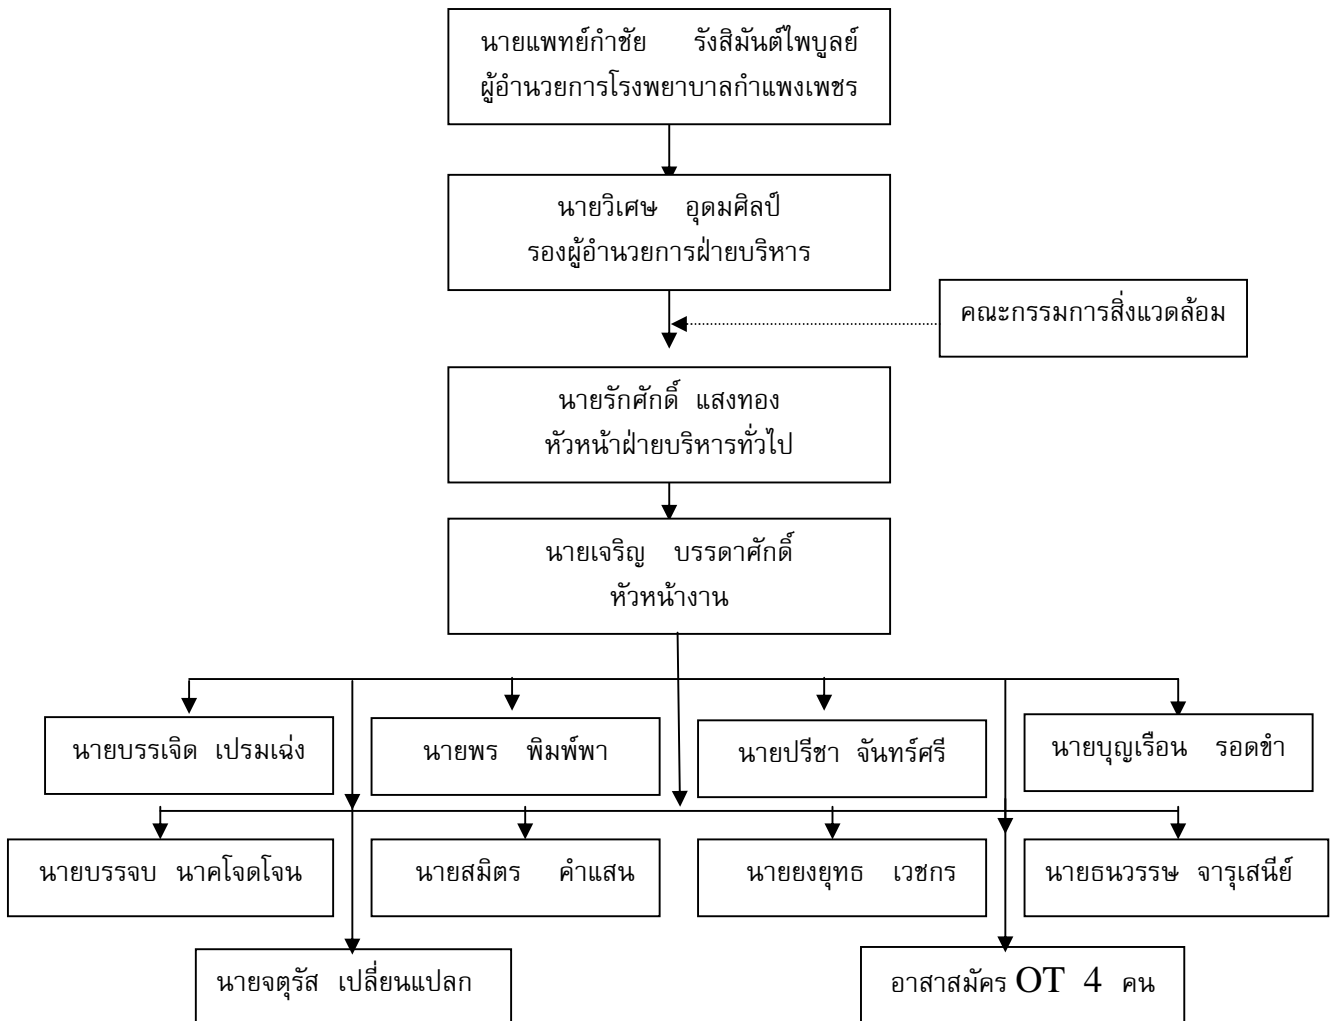 นายแพทย์กำชัย รังสิมันต์ไพบูลย์
ผู้อำนวยการโรงพยาบาลกำแพงเพชร
นายวิเศษ อุดมศิลป์
รองผู้อำนวยการฝ่ายบริหาร
คณะกรรมการสิ่งแวดล้อม
นายรักศักดิ์ แสงทอง
หัวหน้าฝ่ายบริหารทั่วไป
นายเจริญ บรรดาศักดิ์
หัวหน้างาน
นายบรรเจิด เปรมเฉ่ง
นายพร พิมพ์พา
นายปรีชา จันทร์ศรี
นายบุญเรือน รอดขำ
นายบรรจบ นาคโจดโจน
นายสมิตร คำแสน
นายยงยุทธ เวชกร
นายธนวรรษ จารุเสนีย์
นายจตุรัส เปลี่ยนแปลก
อาสาสมัคร OT 4 คน